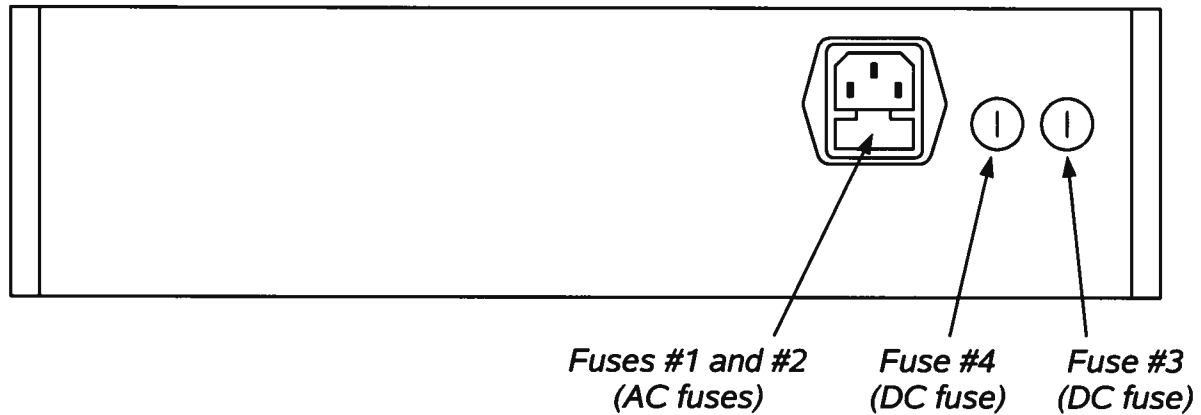 Fuses #1 and #2
(AC fuses)
Fuse #4
(DC fuse)
Fuse #3
(DC fuse)